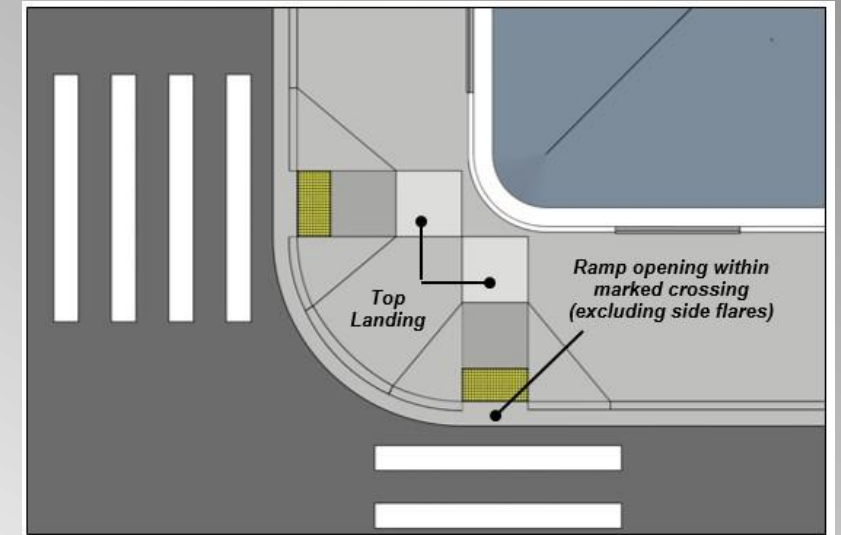 Top
Landing
Ramp opening within
marked crossing
(excluding side flares)